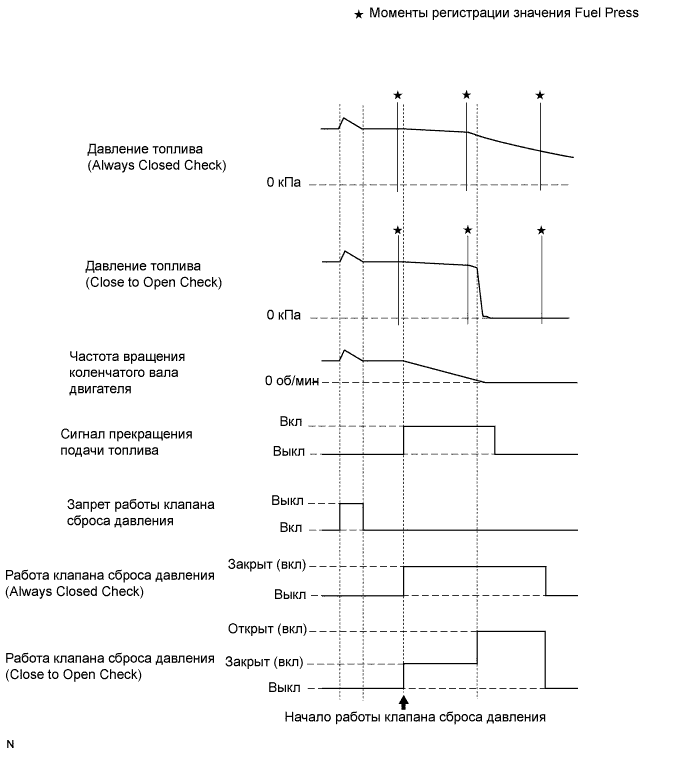 ★ Моменты регистрации значения Fuel Press
★ ★ ★
Давление топлива
(Always Closed Check)
0 кПа
★ ★ ★
Давление топлива
(Close to Open Check)
0 кПа
Частота вращения
коленчатого вала
двигателя
0 об/мин
Вкл
Сигнал прекращения
подачи топлива
Выкл
Выкл
Запрет работы клапана
сброса давления
Вкл
Закрыт (вкл)
Работа клапана сброса давления
(Always Closed Check)
Выкл
Открыт (вкл)
Работа клапана сброса давления
(Close to Open Check)
Закрыт (вкл)
Выкл
Начало работы клапана сброса давления
N